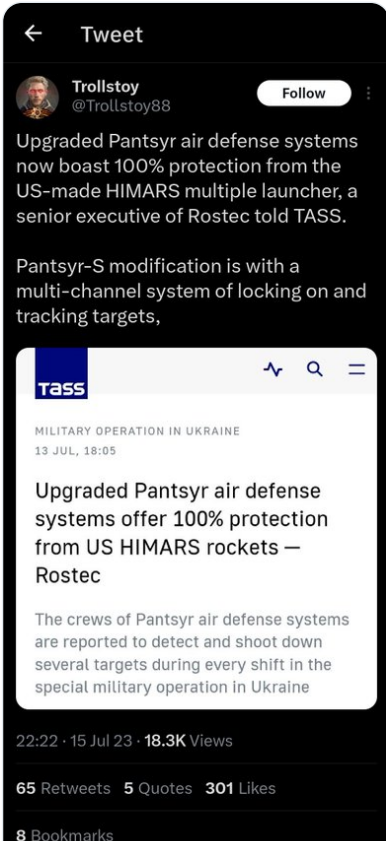 Tweet
Trollstoy
@Trollstoy88
Follow
Upgraded Pantsyr air defense systems
now boast 100% protection from the
US-made HIMARS multiple launcher, a
senior executive of Rostec told TASS.
Pantsyr-S modification is with a
multi-channel system of locking on and
tracking targets,
TASS
MILITARY OPERATION IN UKRAINE
13 JUL, 18:05
Upgraded Pantsyr air defense
systems offer 100% protection
from US HIMARS rockets —
Rostec
The crews of Pantsyr air defense systems
are reported to detect and shoot down
several targets during every shift in the
special military operation in Ukraine
22:22 · 15 Jul 23 · 18.3K Views
65 Retweets 5 Quotes 301 Likes
8 Bookmarks